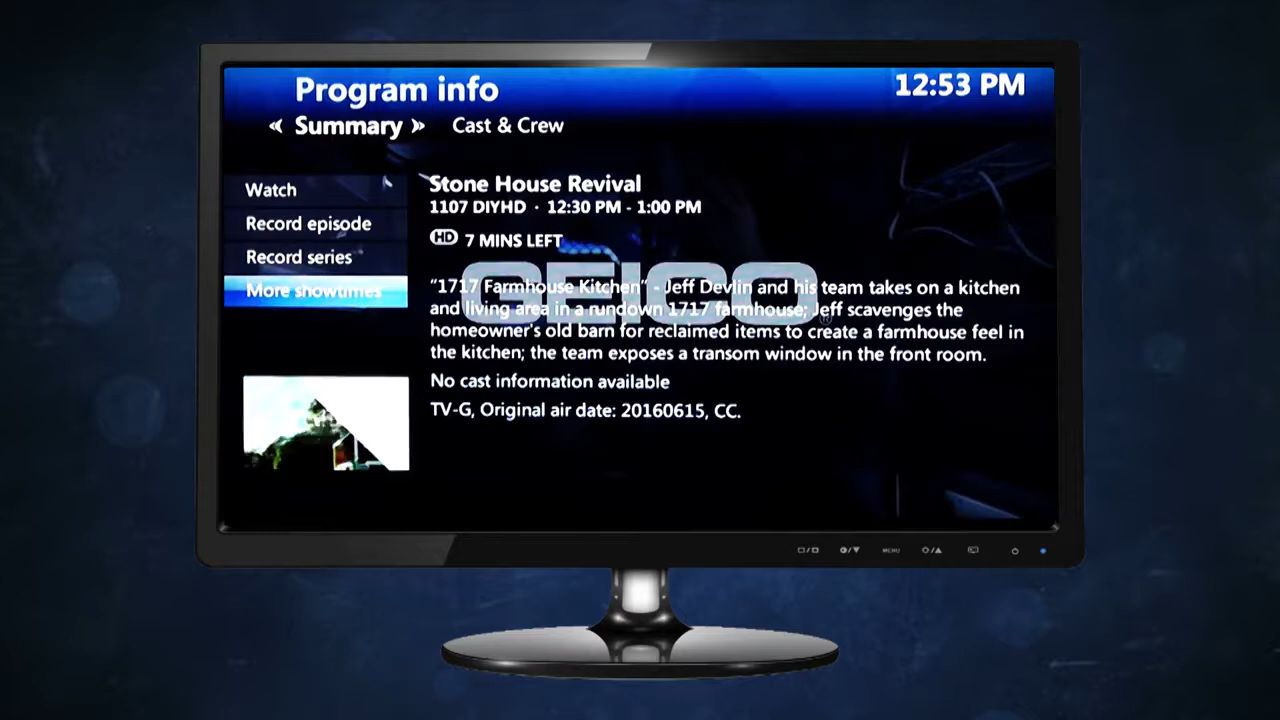 Program info
12:53 PM
« Summary » Cast & Crew
Watch
Record episode
Record series
More showtimes
Stone House Revival
1107 DIYHD · 12:30 PM - 1:00 PM
HD 7 MINS LEFT
GEICO
"1717 Farmhouse Kitchen" - Jeff Devlin and his team takes on a kitchen
and living area in a rundown 1717 farmhouse; Jeff scavenges the
homeowner's old barn for reclaimed items to create a farmhouse feel in
the kitchen; the team exposes a transom window in the front room.
No cast information available
TV-G, Original air date: 20160615, CC.
MENU